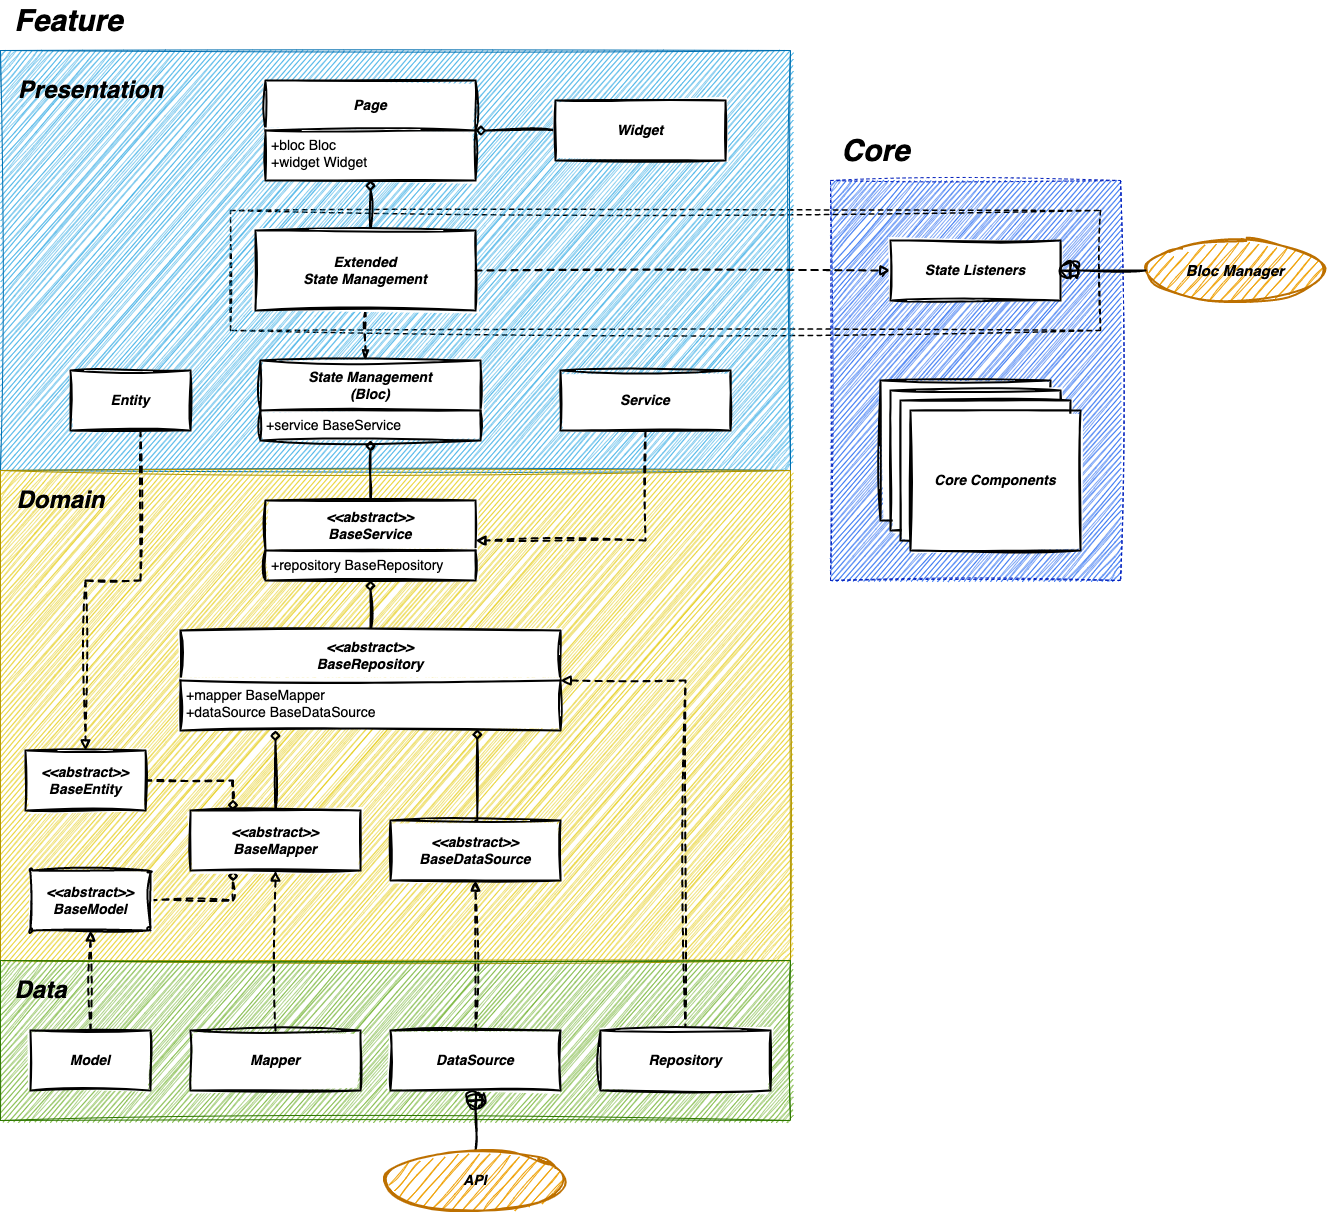 Feature
Presentation
Page
+bloc Bloc
+widget Widget
Widget
Core
Extended
State Management
State Listeners
Bloc Manager
Entity
State Management
(Bloc)
+service BaseService
Service
Core Components
Domain
<<abstract>>
BaseService
+repository BaseRepository
<<abstract>>
BaseRepository
+mapper BaseMapper
+dataSource BaseDataSource
<<abstract>>
BaseEntity
<<abstract>>
BaseMapper
<<abstract>>
BaseDataSource
<<abstract>>
BaseModel
Data
Model
Mapper
DataSource
Repository
API